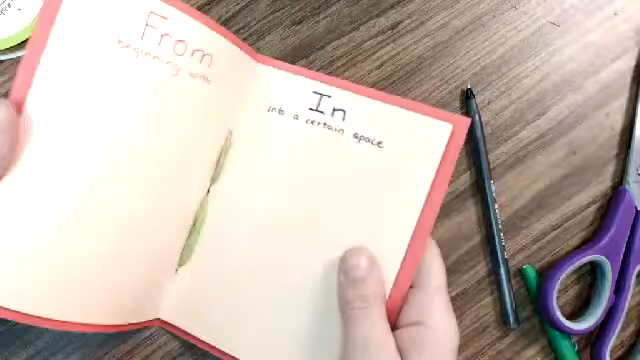 From
beginning with
In
into a certain space